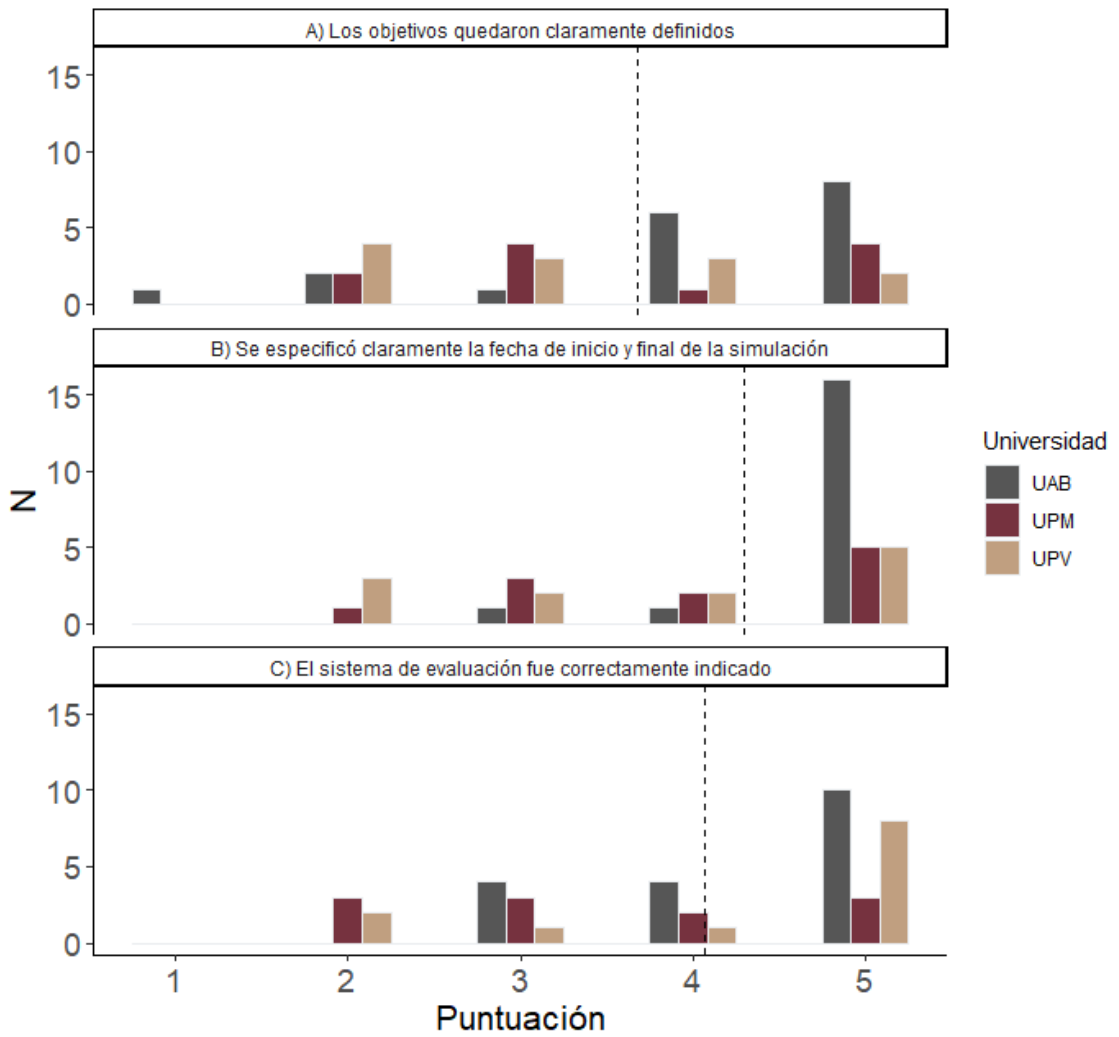 A) Los objetivos quedaron claramente definidos
15
10
5
0
B) Se especificó claramente la fecha de inicio y final de la simulación
15
10
5
0
N
C) El sistema de evaluación fue correctamente indicado
15
10
5
0
1 2 3 4 5
Puntuación
Universidad
UAB
UPM
UPV